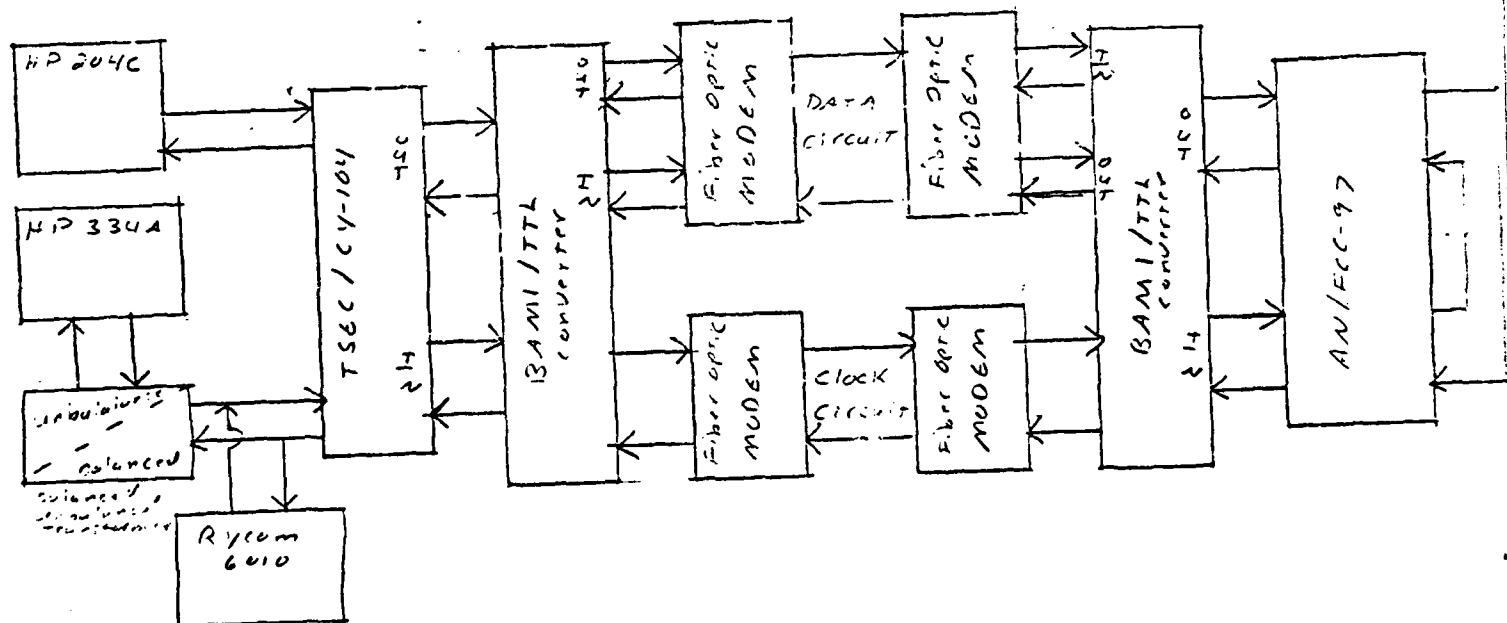 HP 204C
HP 334A
unbalanced
balanced
Rycom
6010
TSEC/CY-104
BAMI/TTL
converter
Fiber Optic
MODEM
DATA
circuit
Fiber Optic
MODEM
Fiber Optic
MODEM
Clock
Circuit
Fiber Optic
MODEM
BAMI/TTL
converter
AN/FCC-97